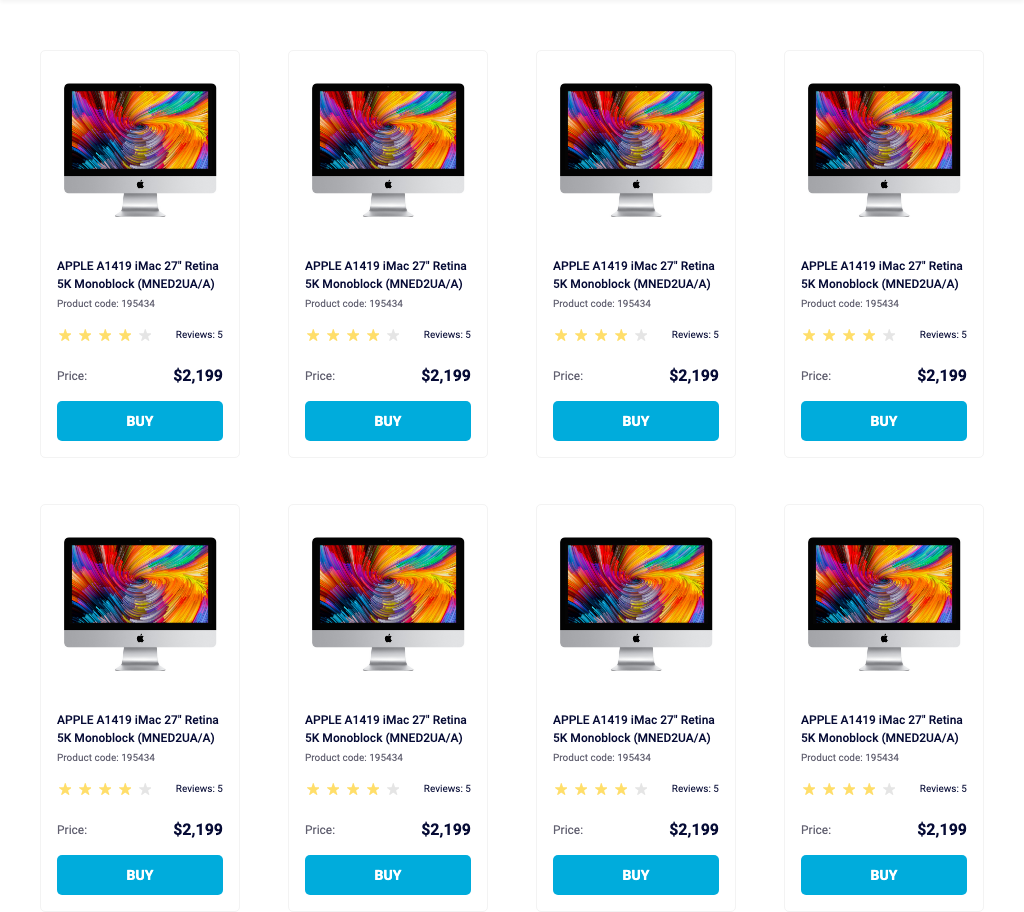 APPLE A1419 iMac 27" Retina
5K Monoblock (MNED2UA/A)
Product code: 195434
Reviews: 5
Price: $2,199
BUY
APPLE A1419 iMac 27" Retina
5K Monoblock (MNED2UA/A)
Product code: 195434
Reviews: 5
Price: $2,199
BUY
APPLE A1419 iMac 27" Retina
5K Monoblock (MNED2UA/A)
Product code: 195434
Reviews: 5
Price: $2,199
BUY
APPLE A1419 iMac 27" Retina
5K Monoblock (MNED2UA/A)
Product code: 195434
Reviews: 5
Price: $2,199
BUY
APPLE A1419 iMac 27" Retina
5K Monoblock (MNED2UA/A)
Product code: 195434
Reviews: 5
Price: $2,199
BUY
APPLE A1419 iMac 27" Retina
5K Monoblock (MNED2UA/A)
Product code: 195434
Reviews: 5
Price: $2,199
BUY
APPLE A1419 iMac 27" Retina
5K Monoblock (MNED2UA/A)
Product code: 195434
Reviews: 5
Price: $2,199
BUY
APPLE A1419 iMac 27" Retina
5K Monoblock (MNED2UA/A)
Product code: 195434
Reviews: 5
Price: $2,199
BUY